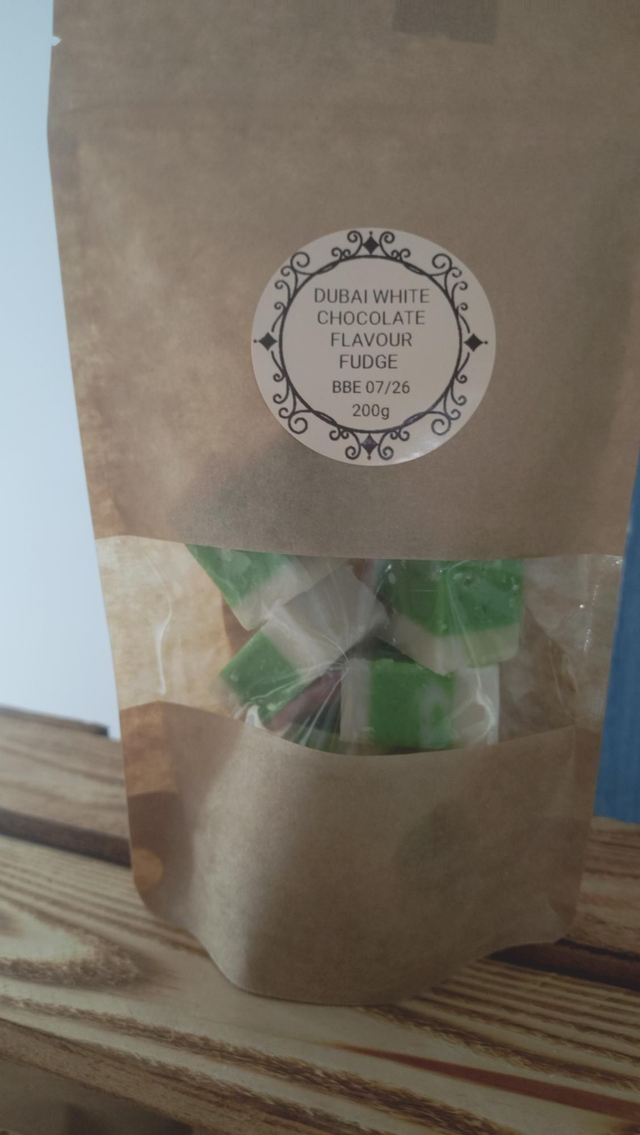 DUBAI WHITE
CHOCOLATE
FLAVOUR
FUDGE
BBE 07/26
200g